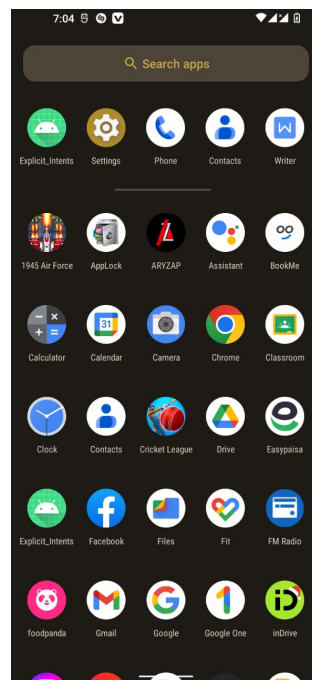 7:04
Search apps
Explicit_Intents Settings Phone Contacts Writer
1945 Air Force AppLock ARYZAP Assistant BookMe
31
Calculator Calendar Camera Chrome Classroom
Clock Contacts Cricket League Drive Easypaisa
Explicit_Intents Facebook Files Fit FM Radio
foodpanda Gmail Google Google One inDrive